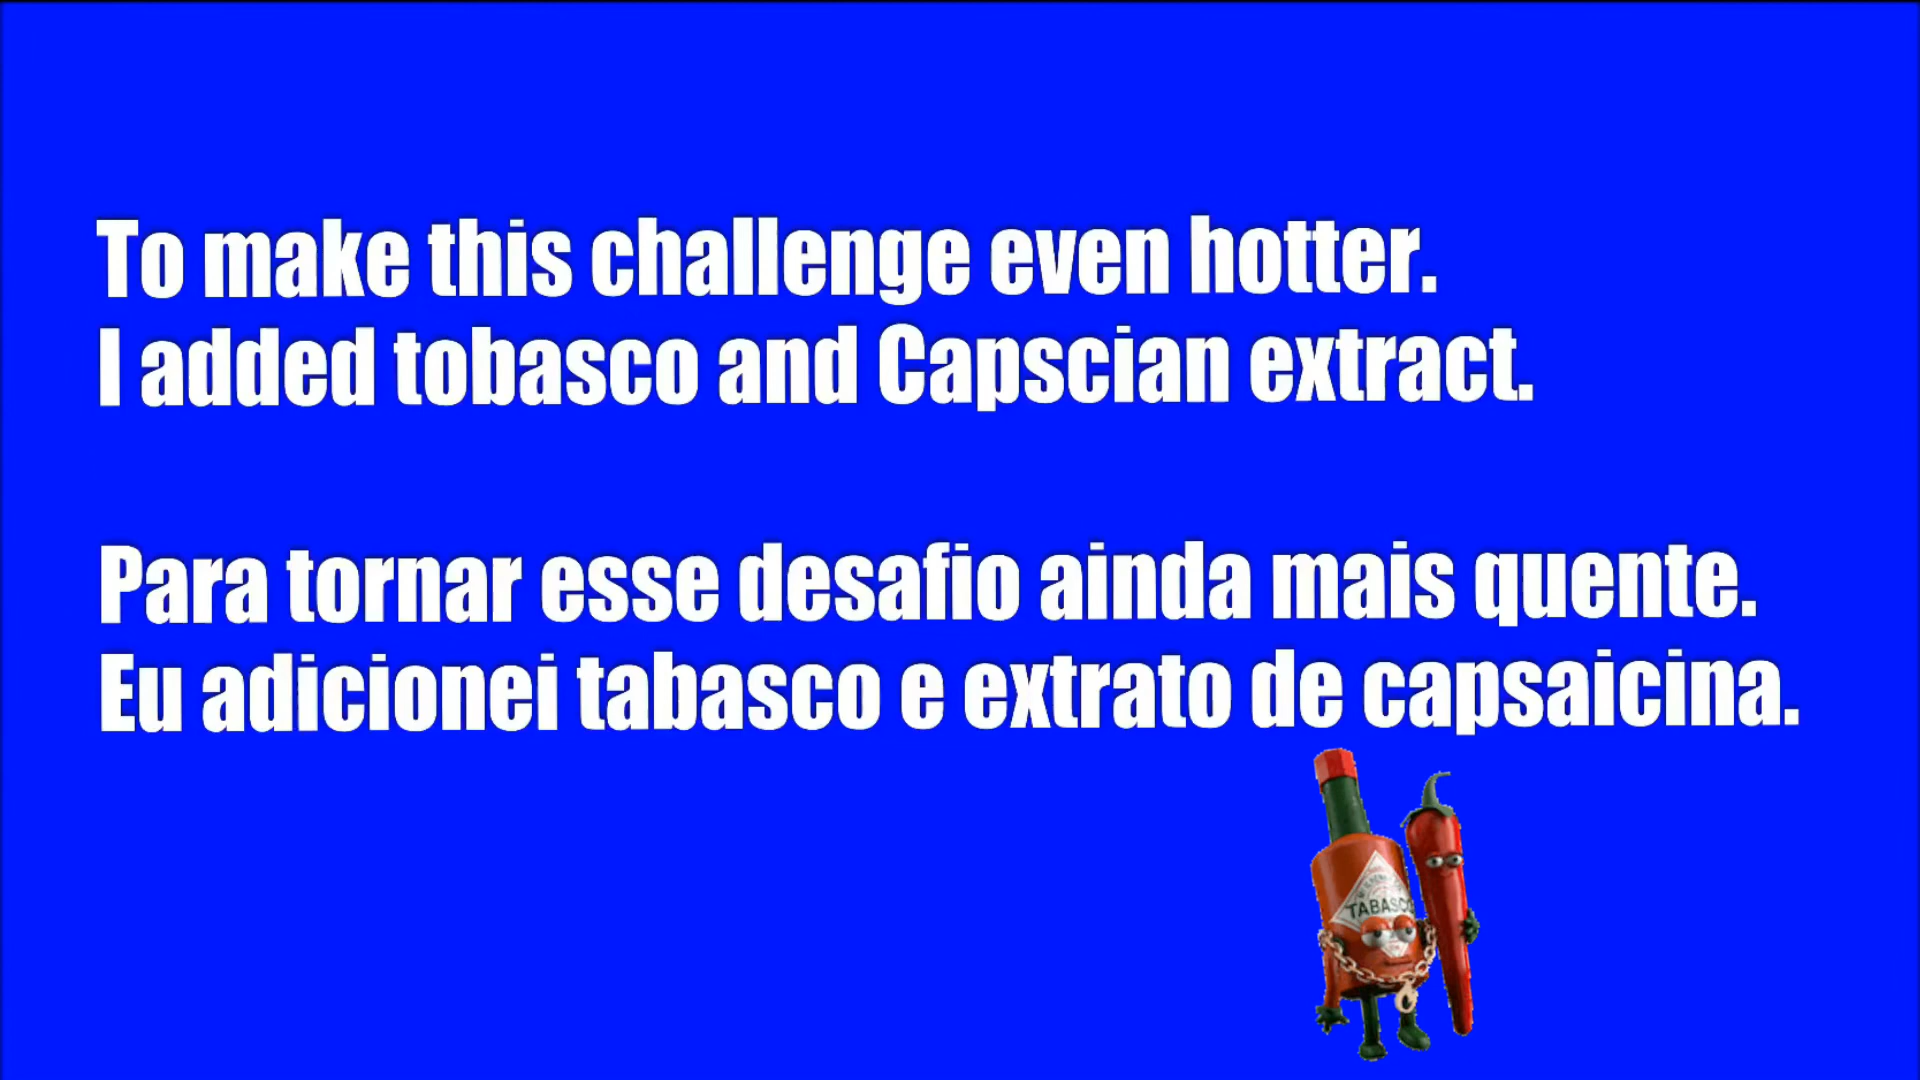 To make this challenge even hotter.
I added tobasco and Capscian extract.
Para tornar esse desafio ainda mais quente.
Eu adicionei tabasco e extrato de capsaicina.
TABASCO